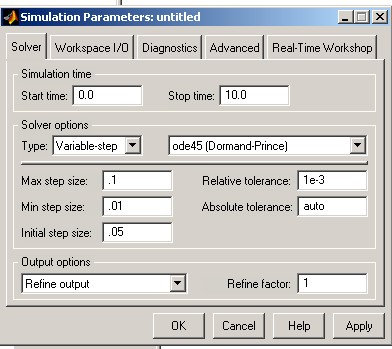 Simulation Parameters: untitled
Solver Workspace I/O Diagnostics Advanced Real-Time Workshop
Simulation time
Start time: 0.0 Stop time: 10.0
Solver options
Type: Variable-step ode45 (Dormand-Prince)
Max step size: .1 Relative tolerance: 1e-3
Min step size: .01 Absolute tolerance: auto
Initial step size: .05
Output options
Refine output Refine factor: 1
OK Cancel Help Apply